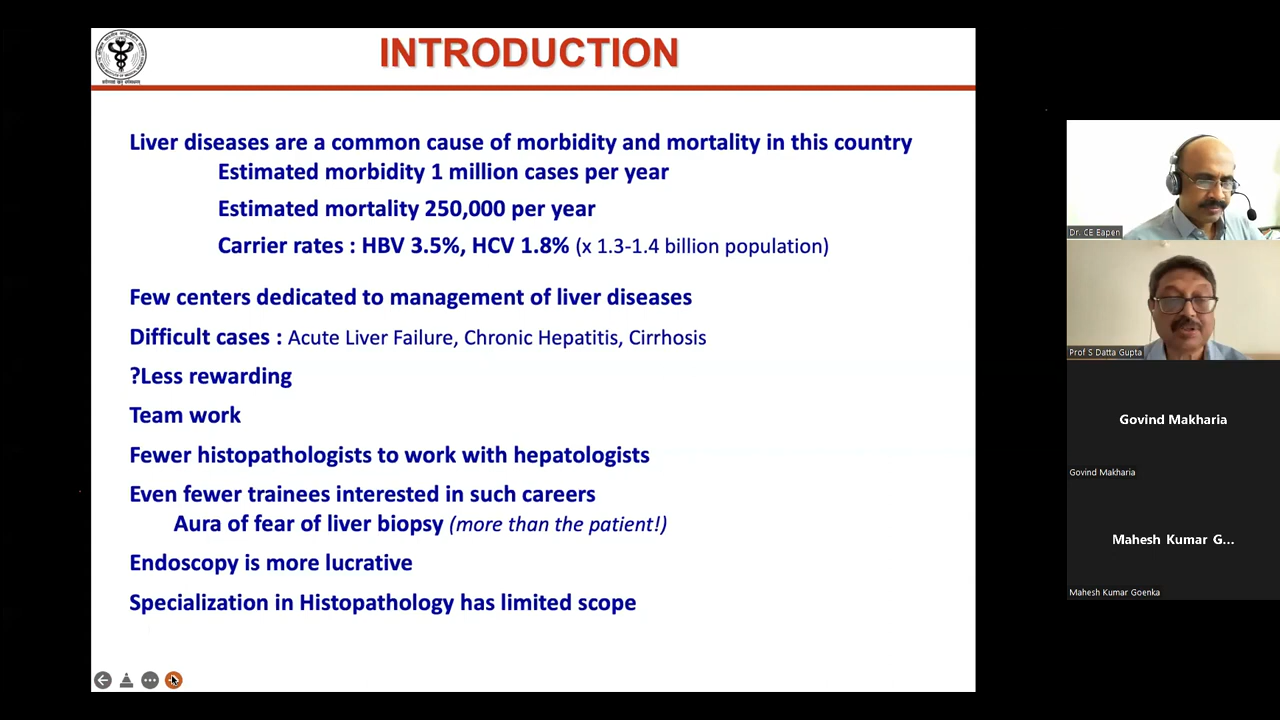 INTRODUCTION
Liver diseases are a common cause of morbidity and mortality in this country
Estimated morbidity 1 million cases per year
Estimated mortality 250,000 per year
Carrier rates : HBV 3.5%, HCV 1.8% (x 1.3-1.4 billion population)
Few centers dedicated to management of liver diseases
Difficult cases : Acute Liver Failure, Chronic Hepatitis, Cirrhosis
?Less rewarding
Team work
Fewer histopathologists to work with hepatologists
Even fewer trainees interested in such careers
Aura of fear of liver biopsy (more than the patient!)
Endoscopy is more lucrative
Specialization in Histopathology has limited scope
Dr. CE Eapen
Prof S Datta Gupta
Govind Makharia
Govind Makharia
Mahesh Kumar G...
Mahesh Kumar Goenka